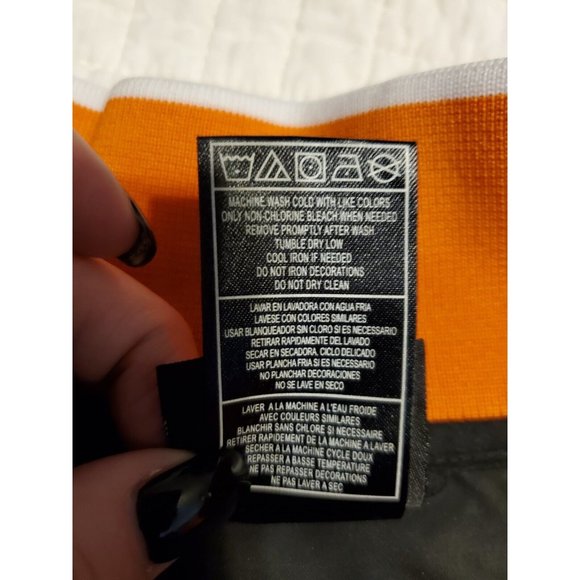 MACHINE WASH COLD WITH LIKE COLORS
ONLY NON-CHLORINE BLEACH WHEN NEEDED
REMOVE PROMPTLY AFTER WASH
TUMBLE DRY LOW
COOL IRON IF NEEDED
DO NOT IRON DECORATIONS
DO NOT DRY CLEAN
LAVAR EN LAVADORA CON AGUA FRIA
LAVESE CON COLORES SIMILARES
USAR BLANQUEADOR SIN CLORO SI ES NECESARIO
RETIRAR RAPIDAMENTE DEL LAVADO
SECAR EN SECADORA, CICLO DELICADO
USAR PLANCHA FRIA SI ES NECESSARIO
NO PLANCHAR DECORACIONES
NO SE LAVE EN SECO
LAVER A LA MACHINE A L'EAU FROIDE
AVEC COULEURS SIMILAIRES
BLANCHIR SANS CHLORE SI NECESSAIRE
RETIRER RAPIDEMENT DE LA MACHINE A LAVER
SECHER A LA MACHINE CYCLE DOUX
REPASSER A BASSE TEMPERATURE
NE PAS REPASSER DECORATIONS
NE PAS LAVER A SEC